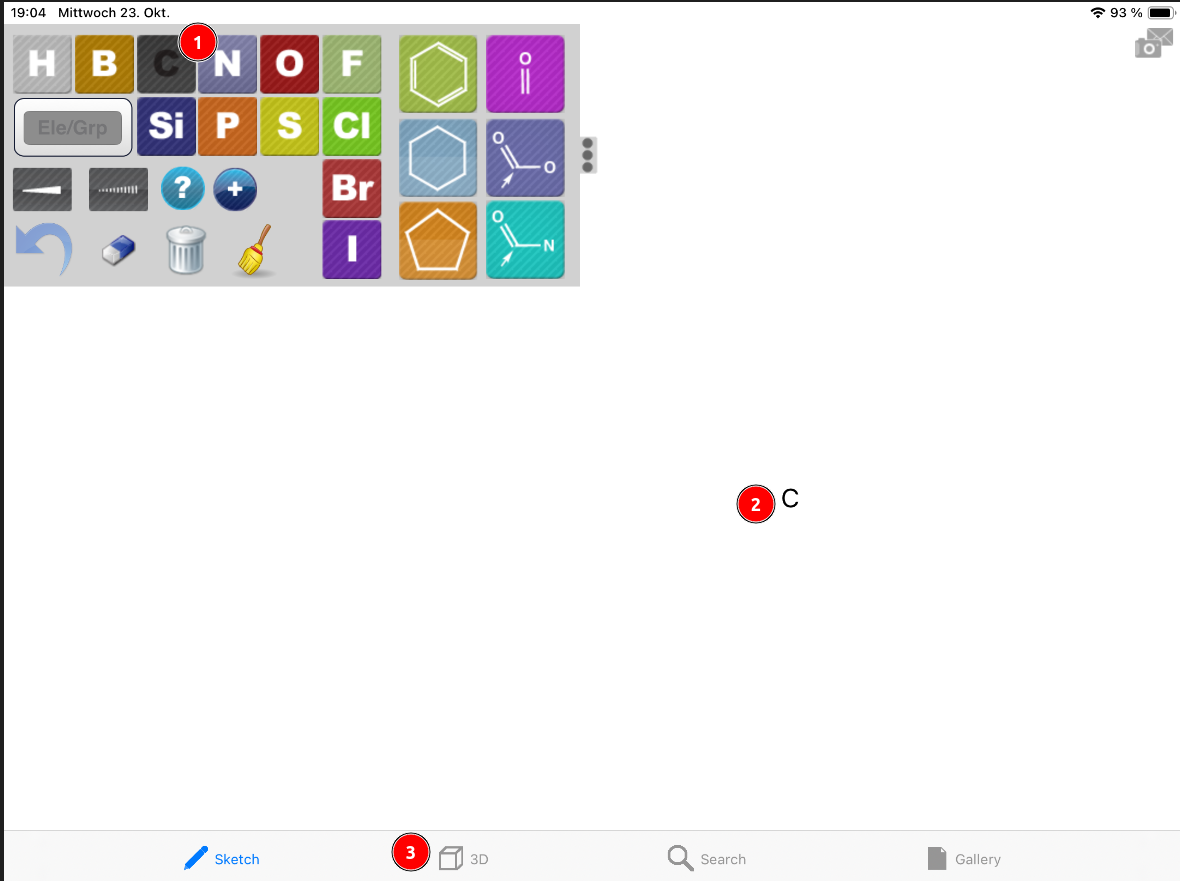 19:04 Mittwoch 23. Okt. 93 %
1
H B C N O F
O
Ele/Grp Si P S Cl
O O
? + Br
O N
I
2 C
3
Sketch 3D Search Gallery